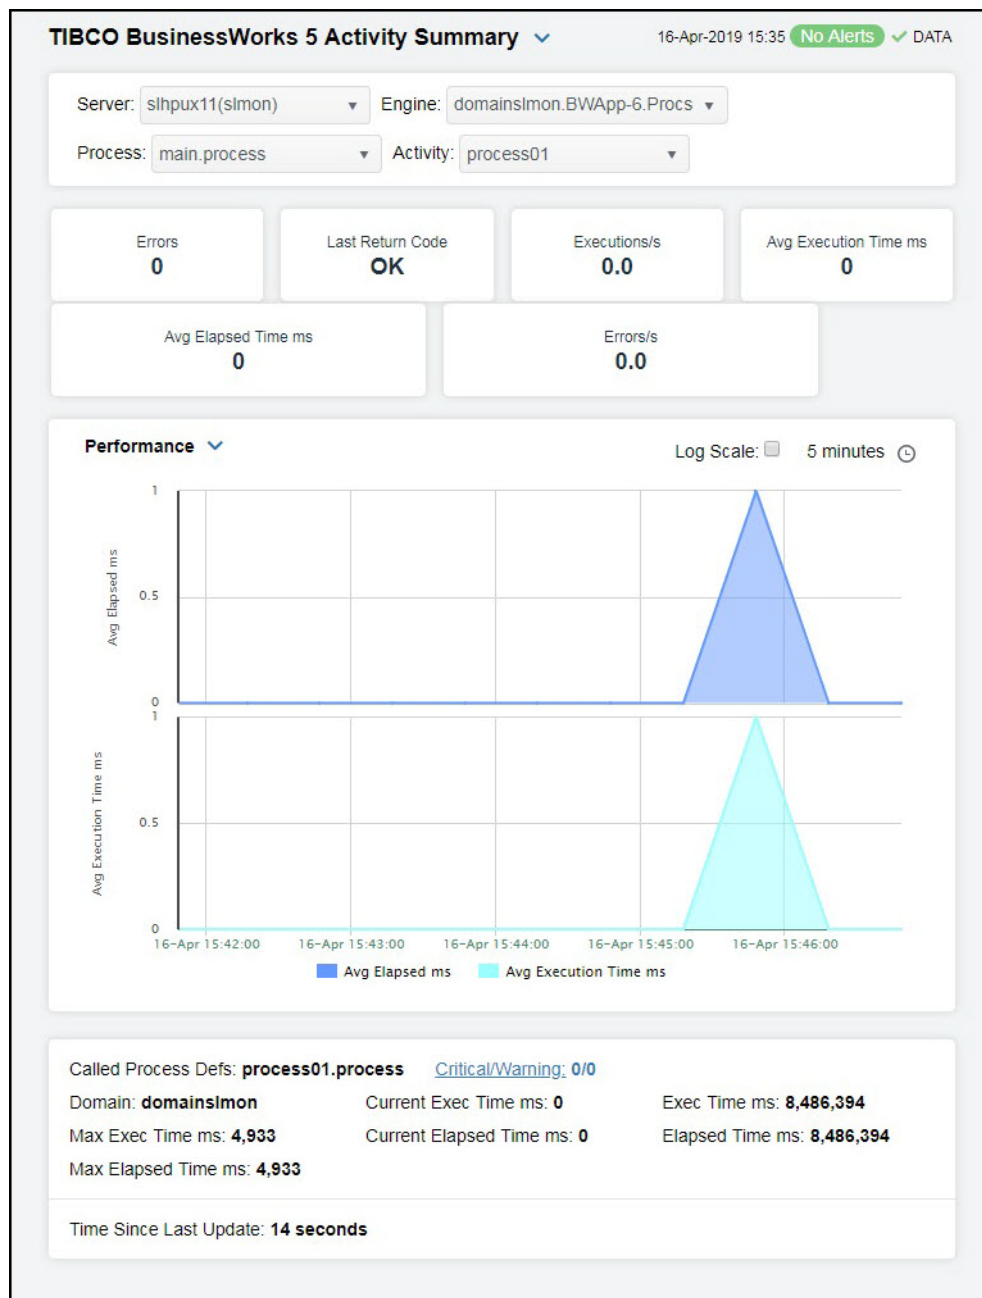 TIBCO BusinessWorks 5 Activity Summary 16-Apr-2019 15:35 No Alerts DATA
Server: slhpux11(slmon) Engine: domainslmon.BWApp-6.Procs
Process: main.process Activity: process01
Errors Last Return Code Executions/s Avg Execution Time ms
0 OK 0.0 0
Avg Elapsed Time ms Errors/s
0 0.0
Performance Log Scale: 5 minutes
1
Avg Elapsed ms
0.5
0
1
Avg Execution Time ms
0.5
0
16-Apr 15:42:00 16-Apr 15:43:00 16-Apr 15:44:00 16-Apr 15:45:00 16-Apr 15:46:00
Avg Elapsed ms Avg Execution Time ms
Called Process Defs: process01.process Critical/Warning: 0/0
Domain: domainslmon Current Exec Time ms: 0 Exec Time ms: 8,486,394
Max Exec Time ms: 4,933 Current Elapsed Time ms: 0 Elapsed Time ms: 8,486,394
Max Elapsed Time ms: 4,933
Time Since Last Update: 14 seconds